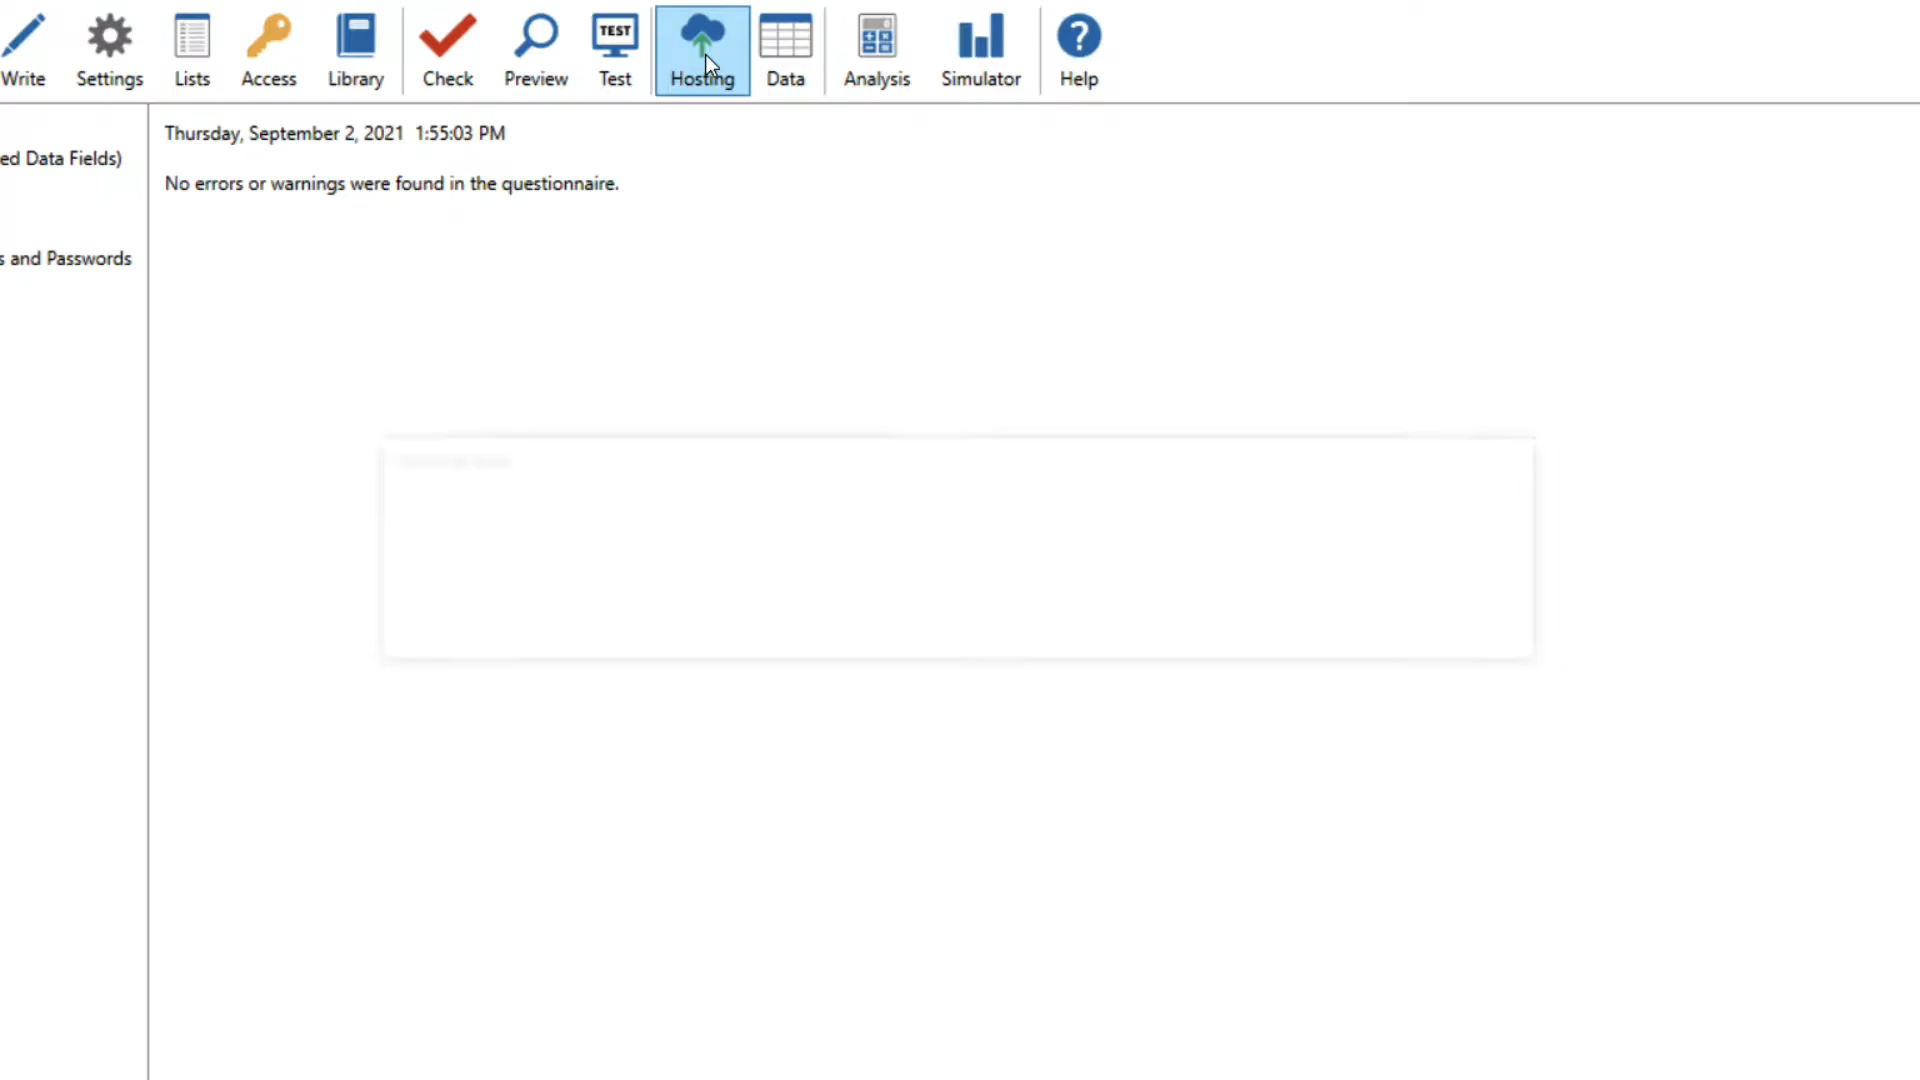 Write Settings Lists Access Library Check Preview TEST Test Hosting Data Analysis Simulator ? Help
Thursday, September 2, 2021 1:55:03 PM
ed Data Fields)
No errors or warnings were found in the questionnaire.
s and Passwords